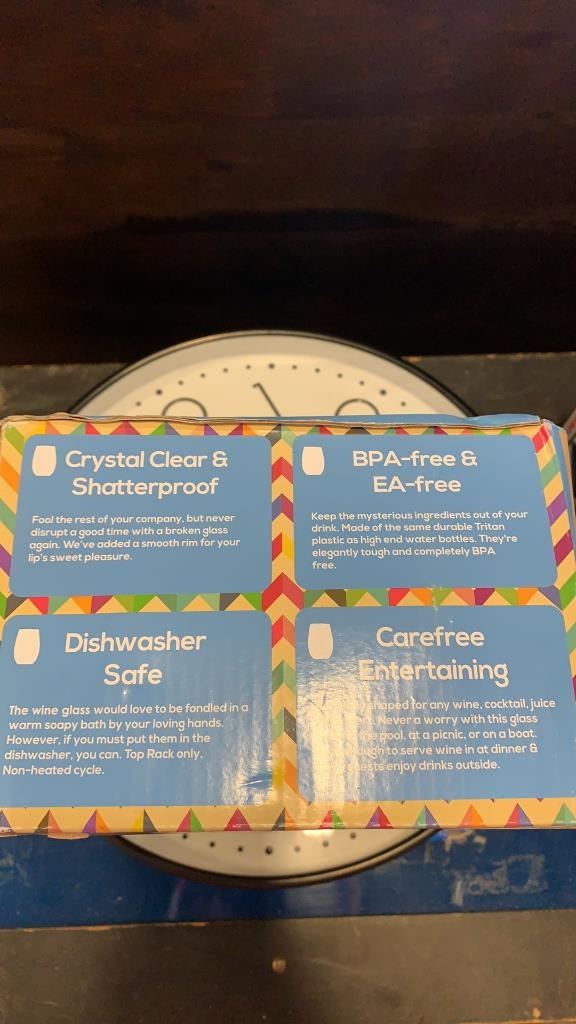 Crystal Clear &
Shatterproof
Fool the rest of your company, but never
disrupt a good time with a broken glass
again. We've added a smooth rim for your
lip's sweet pleasure.
BPA-free &
EA-free
Keep the mysterious ingredients out of your
drink. Made of the same durable Tritan
plastic as high end water bottles. They're
elegantly tough and completely BPA
free.
Dishwasher
Safe
The wine glass would love to be fondled in a
warm soapy bath by your loving hands.
However, if you must put them in the
dishwasher, you can. Top Rack only,
Non-heated cycle.
Carefree
Entertaining
shaped for any wine, cocktail, juice
Never a worry with this glass
the pool, at a picnic, or on a boat.
to serve wine in at dinner &
guests enjoy drinks outside.